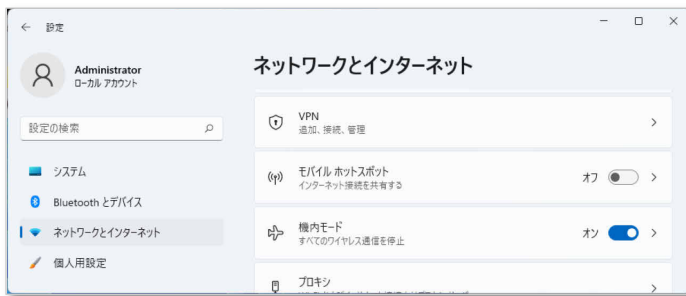 設定
Administrator
ローカル アカウント
設定の検索
システム
Bluetooth とデバイス
ネットワークとインターネット
個人用設定
ネットワークとインターネット
VPN
追加、接続、管理
モバイル ホットスポット
インターネット接続を共有する
オフ
機内モード
すべてのワイヤレス通信を停止
オン
プロキシ